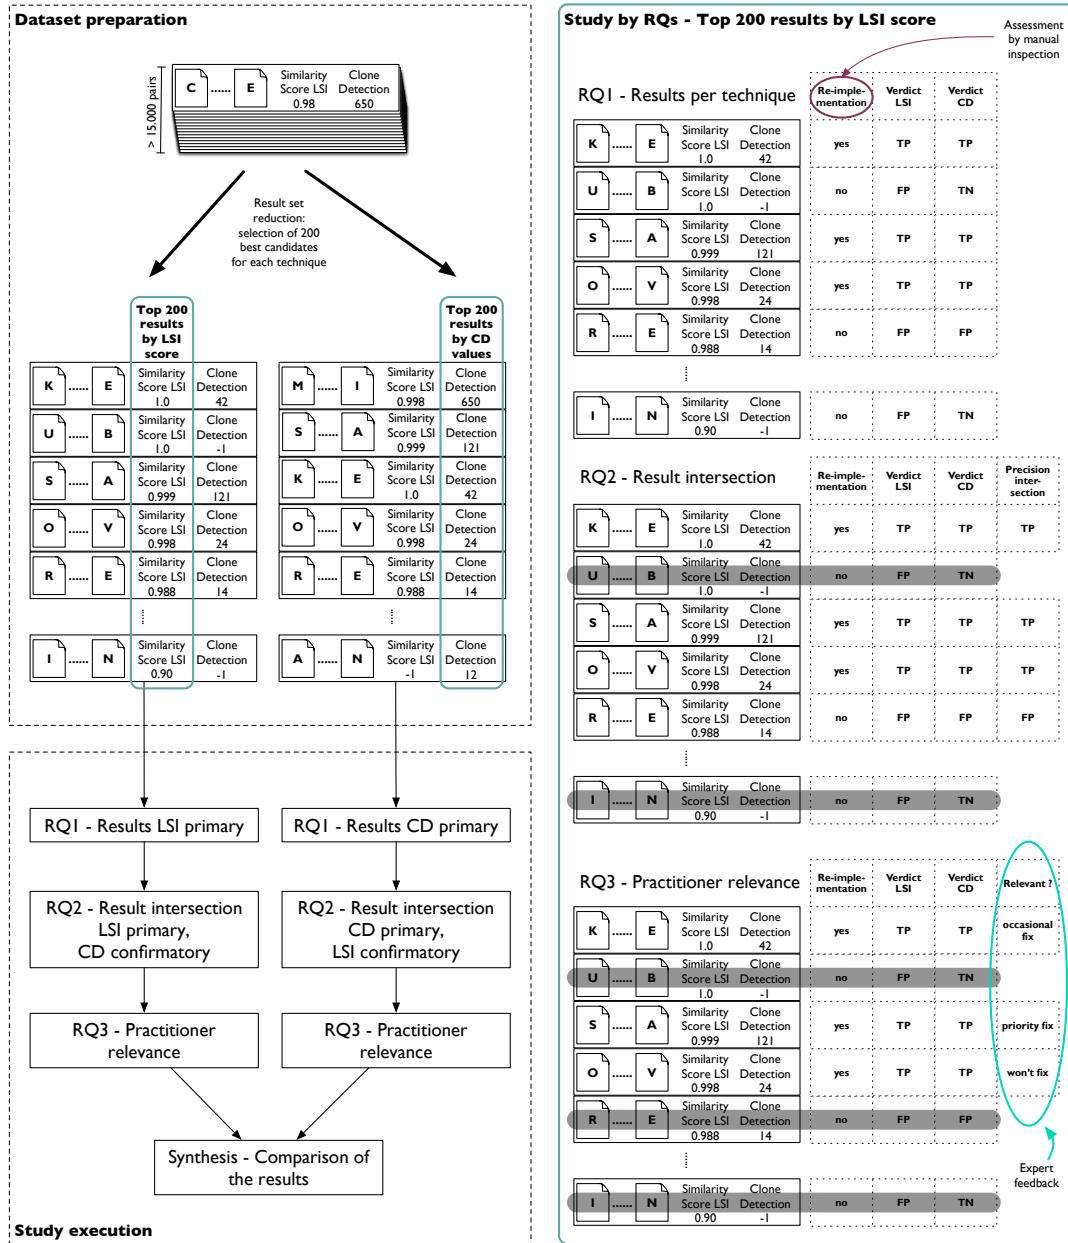 Dataset preparation
> 15.000 pairs
C ...... E Similarity Clone
Score LSI Detection
0.98 650
Result set
reduction:
selection of 200
best candidates
for each technique
Top 200
results
by LSI
score
K ...... E Similarity Clone
Score LSI Detection
1.0 42
U ...... B Similarity Clone
Score LSI Detection
1.0 -1
S ...... A Similarity Clone
Score LSI Detection
0.999 121
O ...... V Similarity Clone
Score LSI Detection
0.998 24
R ...... E Similarity Clone
Score LSI Detection
0.988 14
I ...... N Similarity Clone
Score LSI Detection
0.90 -1
Top 200
results
by CD
values
M ...... I Similarity Clone
Score LSI Detection
0.998 650
S ...... A Similarity Clone
Score LSI Detection
0.999 121
K ...... E Similarity Clone
Score LSI Detection
1.0 42
O ...... V Similarity Clone
Score LSI Detection
0.998 24
R ...... E Similarity Clone
Score LSI Detection
0.988 14
A ...... N Similarity Clone
Score LSI Detection
-1 12
RQ1 - Results LSI primary
RQ2 - Result intersection
LSI primary,
CD confirmatory
RQ3 - Practitioner
relevance
RQ1 - Results CD primary
RQ2 - Result intersection
CD primary,
LSI confirmatory
RQ3 - Practitioner
relevance
Synthesis - Comparison of
the results
Study execution
Study by RQs - Top 200 results by LSI score
Assessment
by manual
inspection
RQ1 - Results per technique
Re-imple- Verdict Verdict
mentation LSI CD
K ...... E Similarity Clone
Score LSI Detection yes TP TP
1.0 42
U ...... B Similarity Clone
Score LSI Detection no FP TN
1.0 -1
S ...... A Similarity Clone
Score LSI Detection yes TP TP
0.999 121
O ...... V Similarity Clone
Score LSI Detection yes TP TP
0.998 24
R ...... E Similarity Clone
Score LSI Detection no FP FP
0.988 14
I ...... N Similarity Clone
Score LSI Detection no FP TN
0.90 -1
RQ2 - Result intersection
Re-imple- Verdict Verdict Precision
mentation LSI CD inter-
section
K ...... E Similarity Clone
Score LSI Detection yes TP TP TP
1.0 42
U ...... B Similarity Clone
Score LSI Detection no FP TN
1.0 -1
S ...... A Similarity Clone
Score LSI Detection yes TP TP TP
0.999 121
O ...... V Similarity Clone
Score LSI Detection yes TP TP TP
0.998 24
R ...... E Similarity Clone
Score LSI Detection no FP FP FP
0.988 14
I ...... N Similarity Clone
Score LSI Detection no FP TN
0.90 -1
RQ3 - Practitioner relevance
Re-imple- Verdict Verdict Relevant ?
mentation LSI CD
K ...... E Similarity Clone
Score LSI Detection yes TP TP occasional fix
1.0 42
U ...... B Similarity Clone
Score LSI Detection no FP TN
1.0 -1
S ...... A Similarity Clone
Score LSI Detection yes TP TP priority fix
0.999 121
O ...... V Similarity Clone
Score LSI Detection yes TP TP won't fix
0.998 24
R ...... E Similarity Clone
Score LSI Detection no FP FP
0.988 14
I ...... N Similarity Clone
Score LSI Detection no FP TN
0.90 -1
Expert
feedback